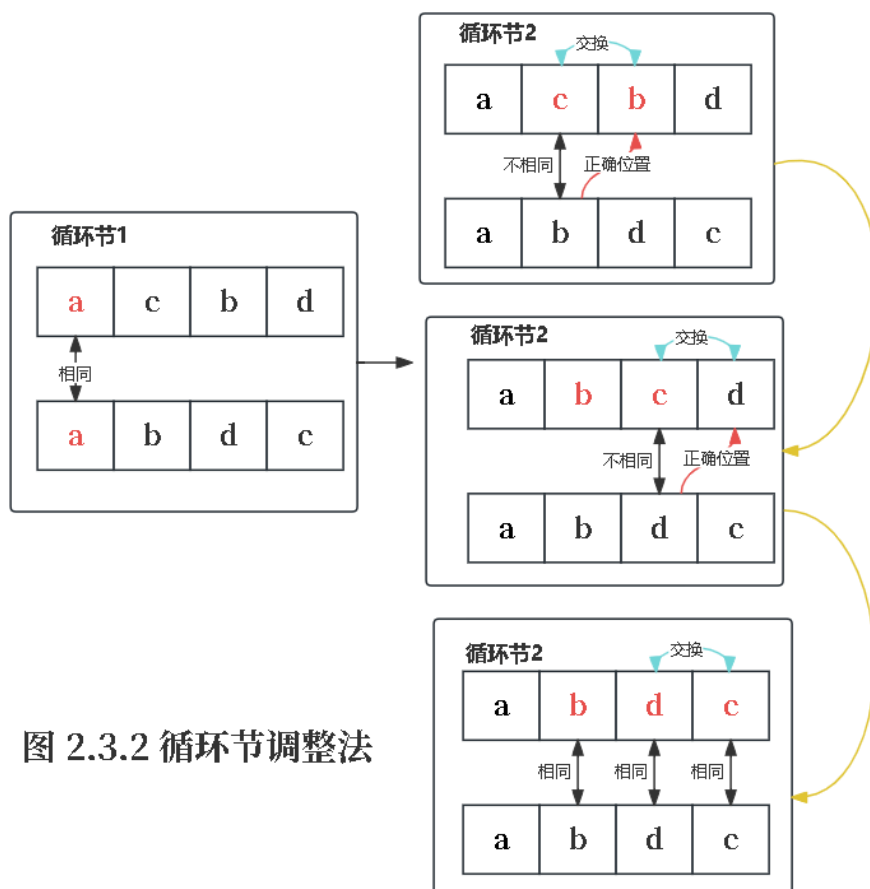 循环节2
交换
a c b d
不相同 正确位置
a b d c
循环节1
a c b d
相同
a b d c
循环节2
交换
a b c d
不相同 正确位置
a b d c
循环节2
交换
a b d c
相同 相同 相同
a b d c
图 2.3.2 循环节调整法